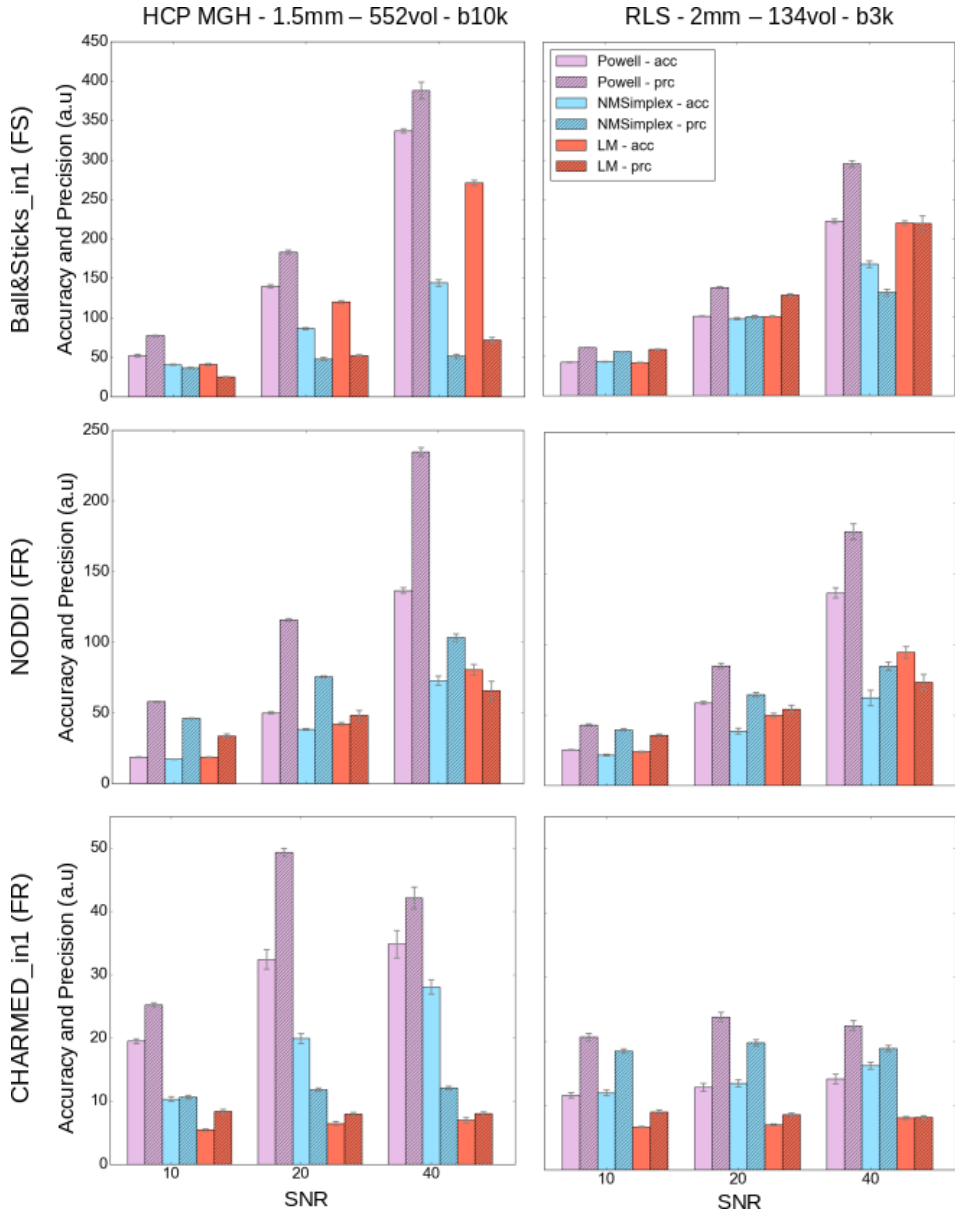 HCP MGH - 1.5mm – 552vol - b10k
RLS - 2mm – 134vol - b3k
Ball&Sticks_in1 (FS)
Accuracy and Precision (a.u)
450
400
350
300
250
200
150
100
50
0
Powell - acc
Powell - prc
NMSimplex - acc
NMSimplex - prc
LM - acc
LM - prc
NODDI (FR)
Accuracy and Precision (a.u)
250
200
150
100
50
0
CHARMED_in1 (FR)
Accuracy and Precision (a.u)
50
40
30
20
10
0
10 20 40
SNR
10 20 40
SNR